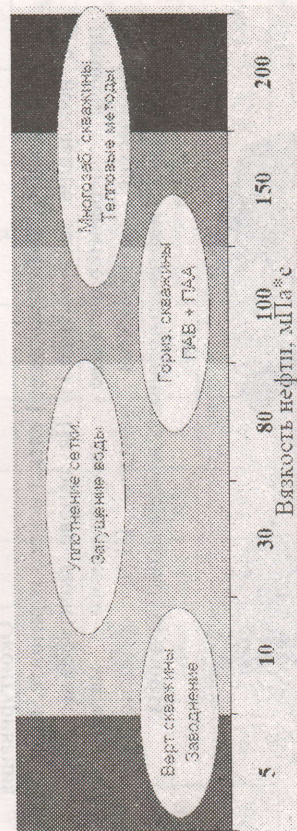 Верт скважины
Заводнение
Уплотнение сетки.
Загущение воды
Гориз. скважины
ПАВ + ПАА
Многозаб. скважины
Тепловые методы
5 10 30 80 100 150 200
Вязкость нефти, мПа*с